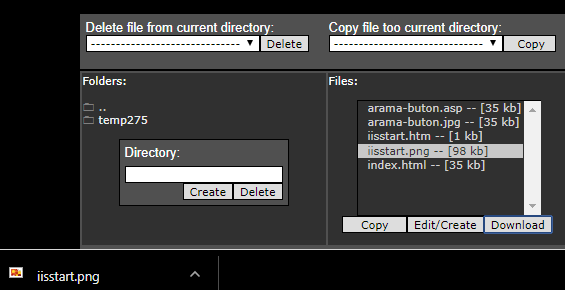 Delete file from current directory: Copy file too current directory:
------------------------------ Delete ------------------------------ Copy
Folders: Files:
..
temp275
Directory:
Create Delete
arama-buton.asp -- [35 kb]
arama-buton.jpg -- [35 kb]
iisstart.htm -- [1 kb]
iisstart.png -- [98 kb]
index.html -- [35 kb]
Copy Edit/Create Download
iisstart.png